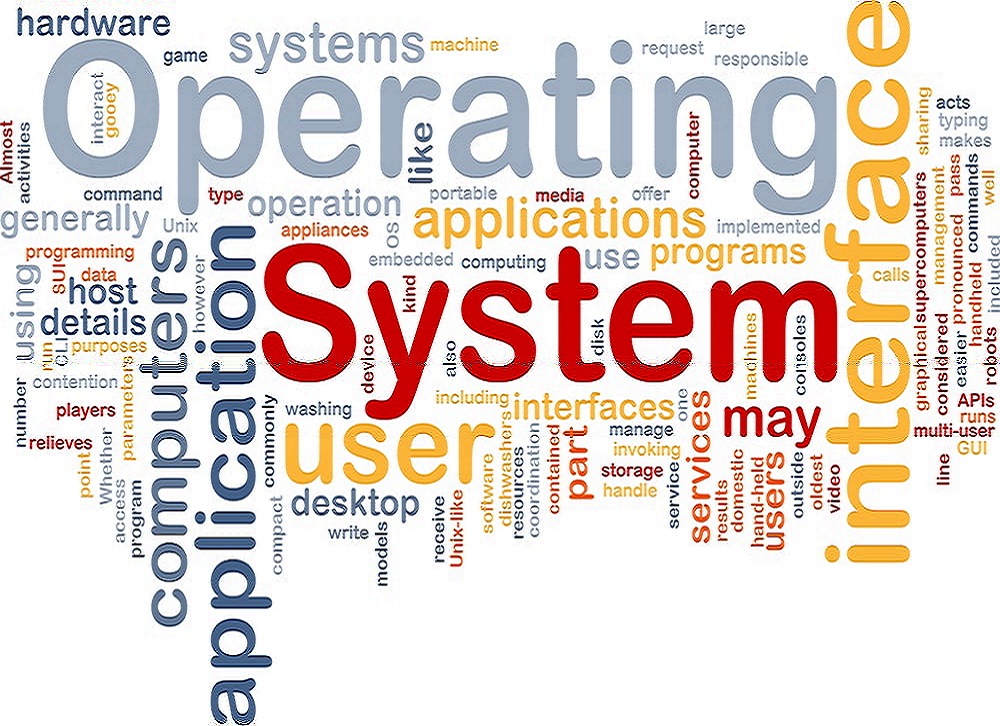 hardware
game
systems
machine
large
request
responsible
Operating
interact
gooey
Almost
activities
like
computer
interface
sharing
acts
typing
makes
command
type
operation
portable
media
offer
generally
Unix
appliances
os
applications
implemented
programming
SUI
data
embedded
computing
use
programs
using
host
details
run
CLI
purposes
computers
however
application
System
kind
device
also
disk
machines
consoles
calls
supercomputers
graphical
management
pass
pronounced
commands
handheld
well
included
considered
easier
robots
number
contention
parameters
players
relieves
point
Whether
access
program
commonly
compact
washing
including
interfaces
one
user
manage
may
APIs
runs
multi-user
GUI
line
invoking
storage
handle
service
services
results
domestic
hand-held
users
outside
oldest
video
desktop
write
models
receive
Unix-like
software
dishwashers
resources
coordination
contained
part